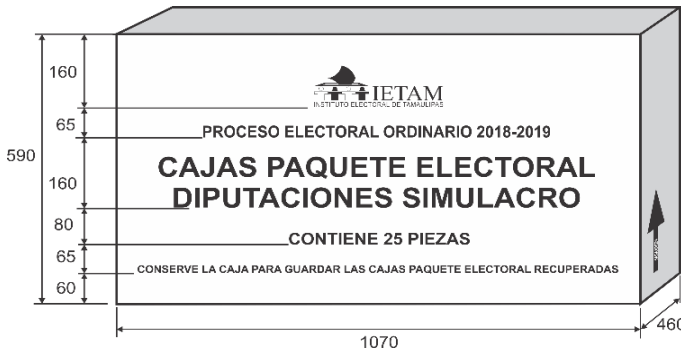 IETAM
INSTITUTO ELECTORAL DE TAMAULIPAS
PROCESO ELECTORAL ORDINARIO 2018-2019
CAJAS PAQUETE ELECTORAL
DIPUTACIONES SIMULACRO
CONTIENE 25 PIEZAS
CONSERVE LA CAJA PARA GUARDAR LAS CAJAS PAQUETE ELECTORAL RECUPERADAS
590
160
65
160
80
65
60
1070
460